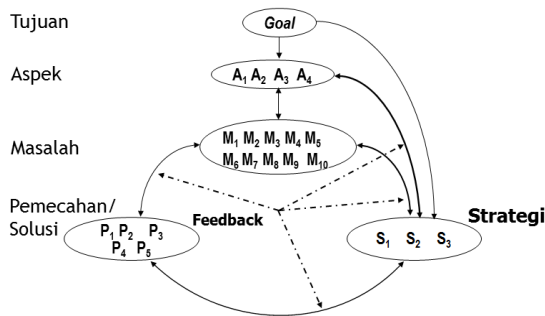 Tujuan
Goal
Aspek
A1 A2 A3 A4
Masalah
M1 M2 M3 M4 M5
M6 M7 M8 M9 M10
Pemecahan/
Solusi
P1 P2 P3
P4 P5
Feedback
Strategi
S1 S2 S3